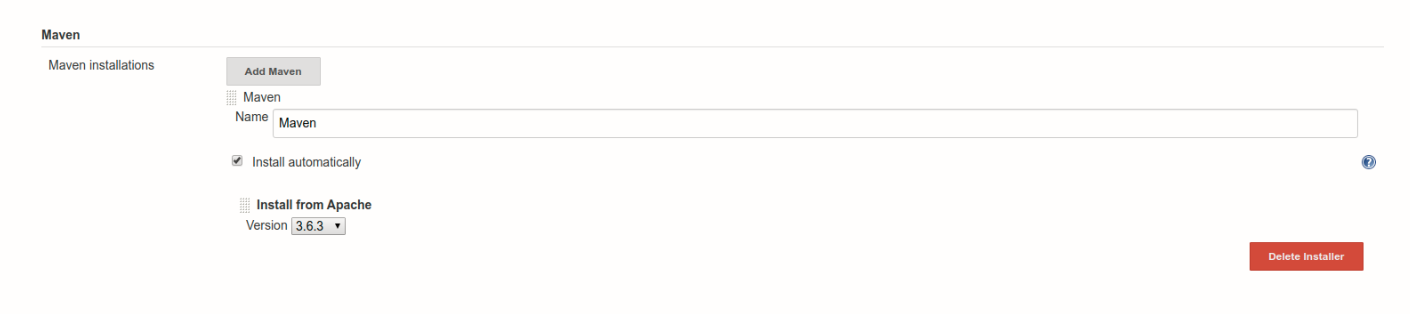 Maven
Maven installations
Add Maven
Maven
Name Maven
Install automatically
?
Install from Apache
Version 3.6.3
Delete Installer